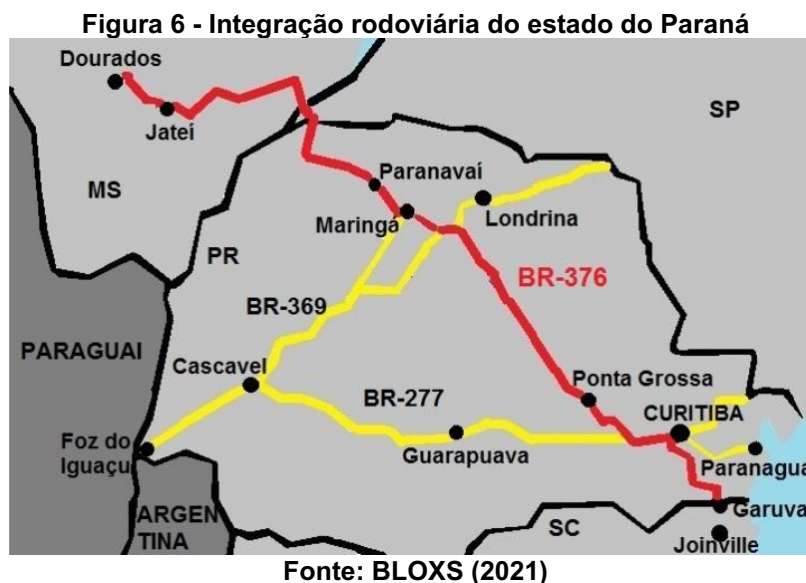 Figura 6 - Integração rodoviária do estado do Paraná
Dourados
Jateí
SP
MS
Paranavaí
Maringá
Londrina
PR
BR-376
BR-369
PARAGUAI
Cascavel
Ponta Grossa
BR-277
CURITIBA
Foz do
Iguaçu
Guarapuava
Paranaguá
ARGEN
TINA
SC
Garuva
Joinville
Fonte: BLOXS (2021)